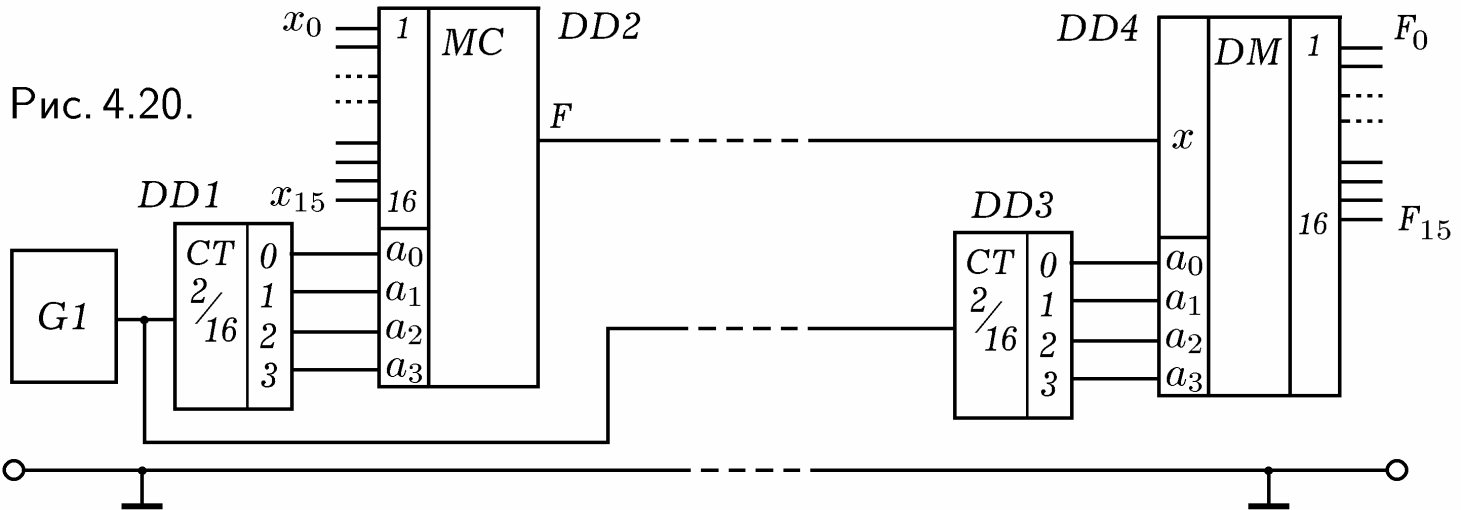 Рис. 4.20.
G1
DD1
CT
2/16
0
1
2
3
x0
x15
1
16
a0
a1
a2
a3
MC
DD2
F
DD3
CT
2/16
0
1
2
3
DD4
x
a0
a1
a2
a3
DM
1
16
F0
F15